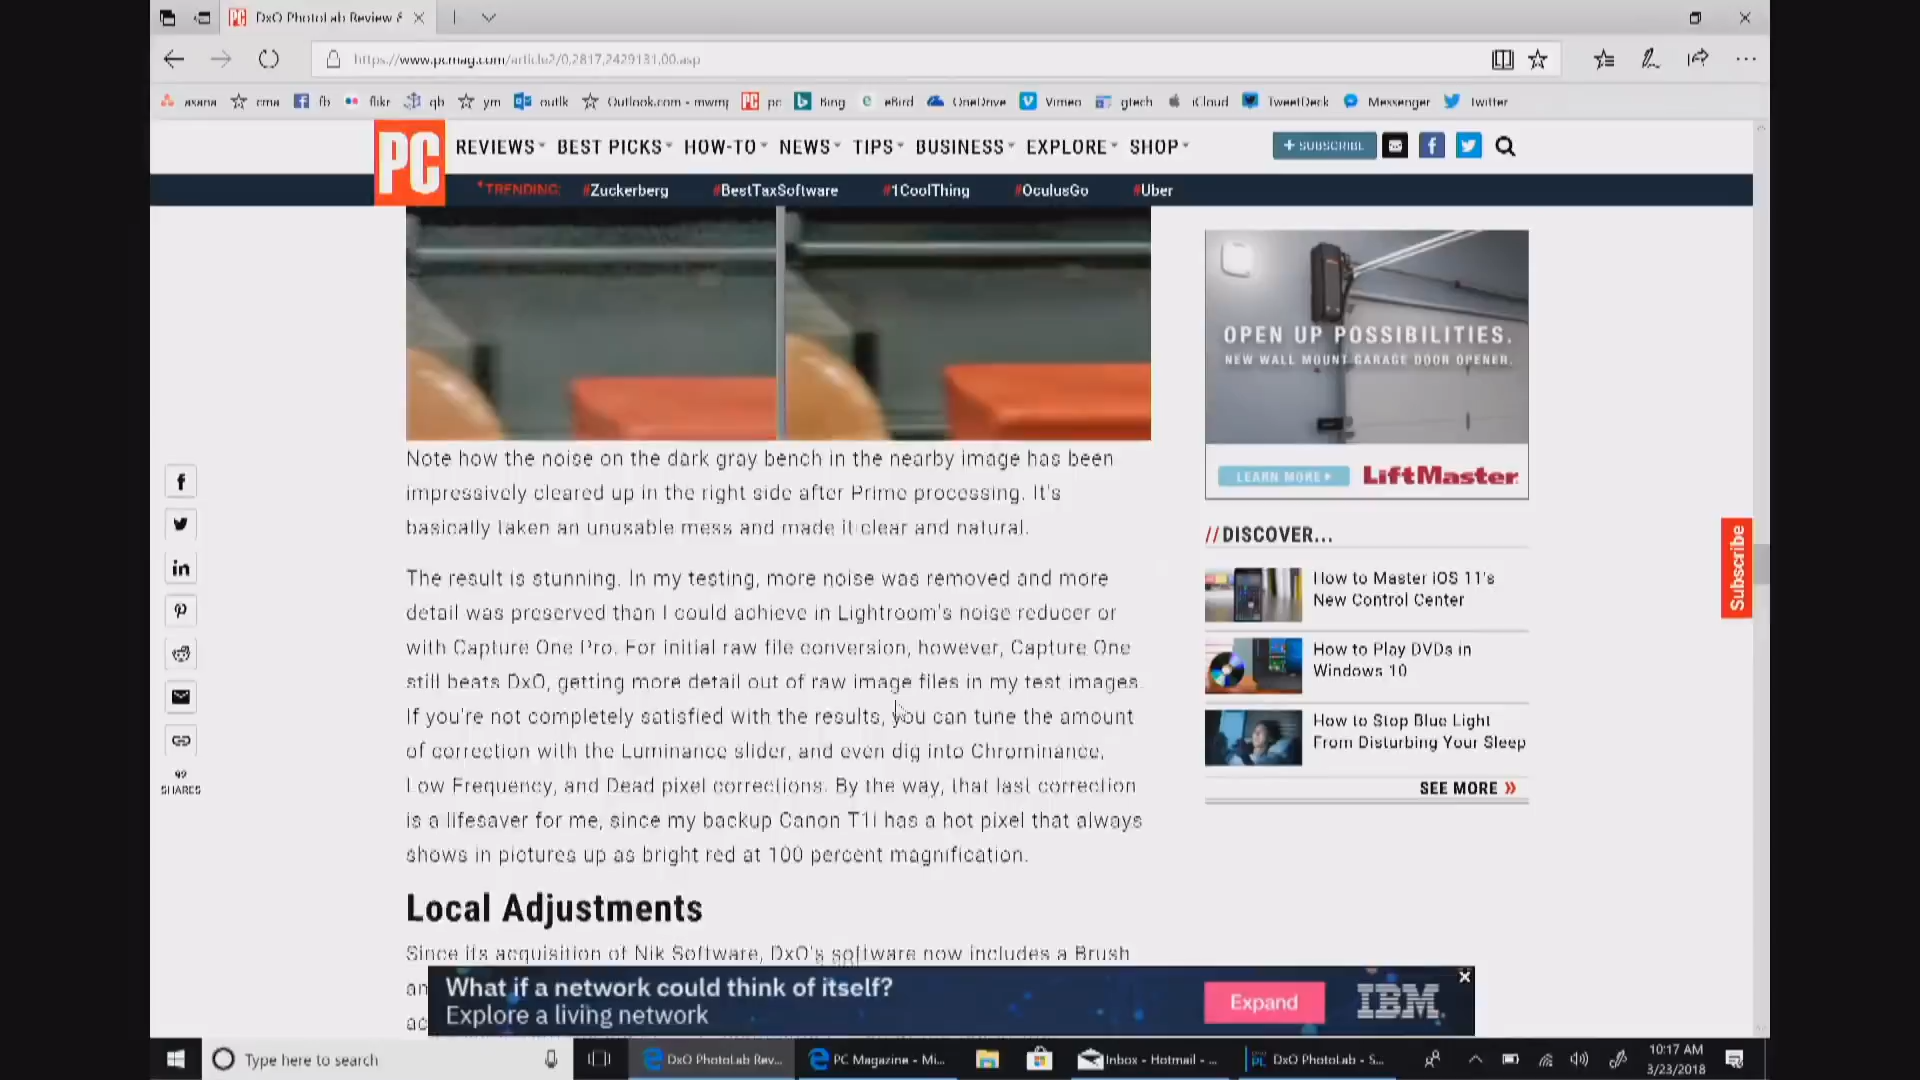 DxO PhotoLab Review &
https://www.pcmag.com/article2/0,2817,2429131,00.asp
asana cma fb flikr qb ym outlk Outlook.com - mwmy PC pc Bing eBird OneDrive Vimeo gtech iCloud TweetDeck Messenger Twitter
PC
REVIEWS BEST PICKS HOW-TO NEWS TIPS BUSINESS EXPLORE SHOP
+ SUBSCRIBE
TRENDING: #Zuckerberg #BestTaxSoftware #1CoolThing #OculusGo #Uber
OPEN UP POSSIBILITIES.
NEW WALL MOUNT GARAGE DOOR OPENER.
LEARN MORE
LiftMaster
Note how the noise on the dark gray bench in the nearby image has been
impressively cleared up in the right side after Prime processing. It's
basically taken an unusable mess and made it clear and natural.
The result is stunning. In my testing, more noise was removed and more
detail was preserved than I could achieve in Lightroom's noise reducer or
with Capture One Pro. For initial raw file conversion, however, Capture One
still beats DxO, getting more detail out of raw image files in my test images.
If you're not completely satisfied with the results, you can tune the amount
of correction with the Luminance slider, and even dig into Chrominance,
Low Frequency, and Dead pixel corrections. By the way, that last correction
is a lifesaver for me, since my backup Canon T1i has a hot pixel that always
shows in pictures up as bright red at 100 percent magnification.
Local Adjustments
Since its acquisition of Nik Software, DxO's software now includes a Brush
an
ac
99
SHARES
//DISCOVER...
How to Master iOS 11's
New Control Center
How to Play DVDs in
Windows 10
How to Stop Blue Light
From Disturbing Your Sleep
SEE MORE »
Subscribe
What if a network could think of itself?
Explore a living network
Expand
IBM.
Type here to search
DxO PhotoLab Rev...
PC Magazine - Mi...
Inbox - Hotmail - ...
DxO PhotoLab - S...
10:17 AM
3/23/2018